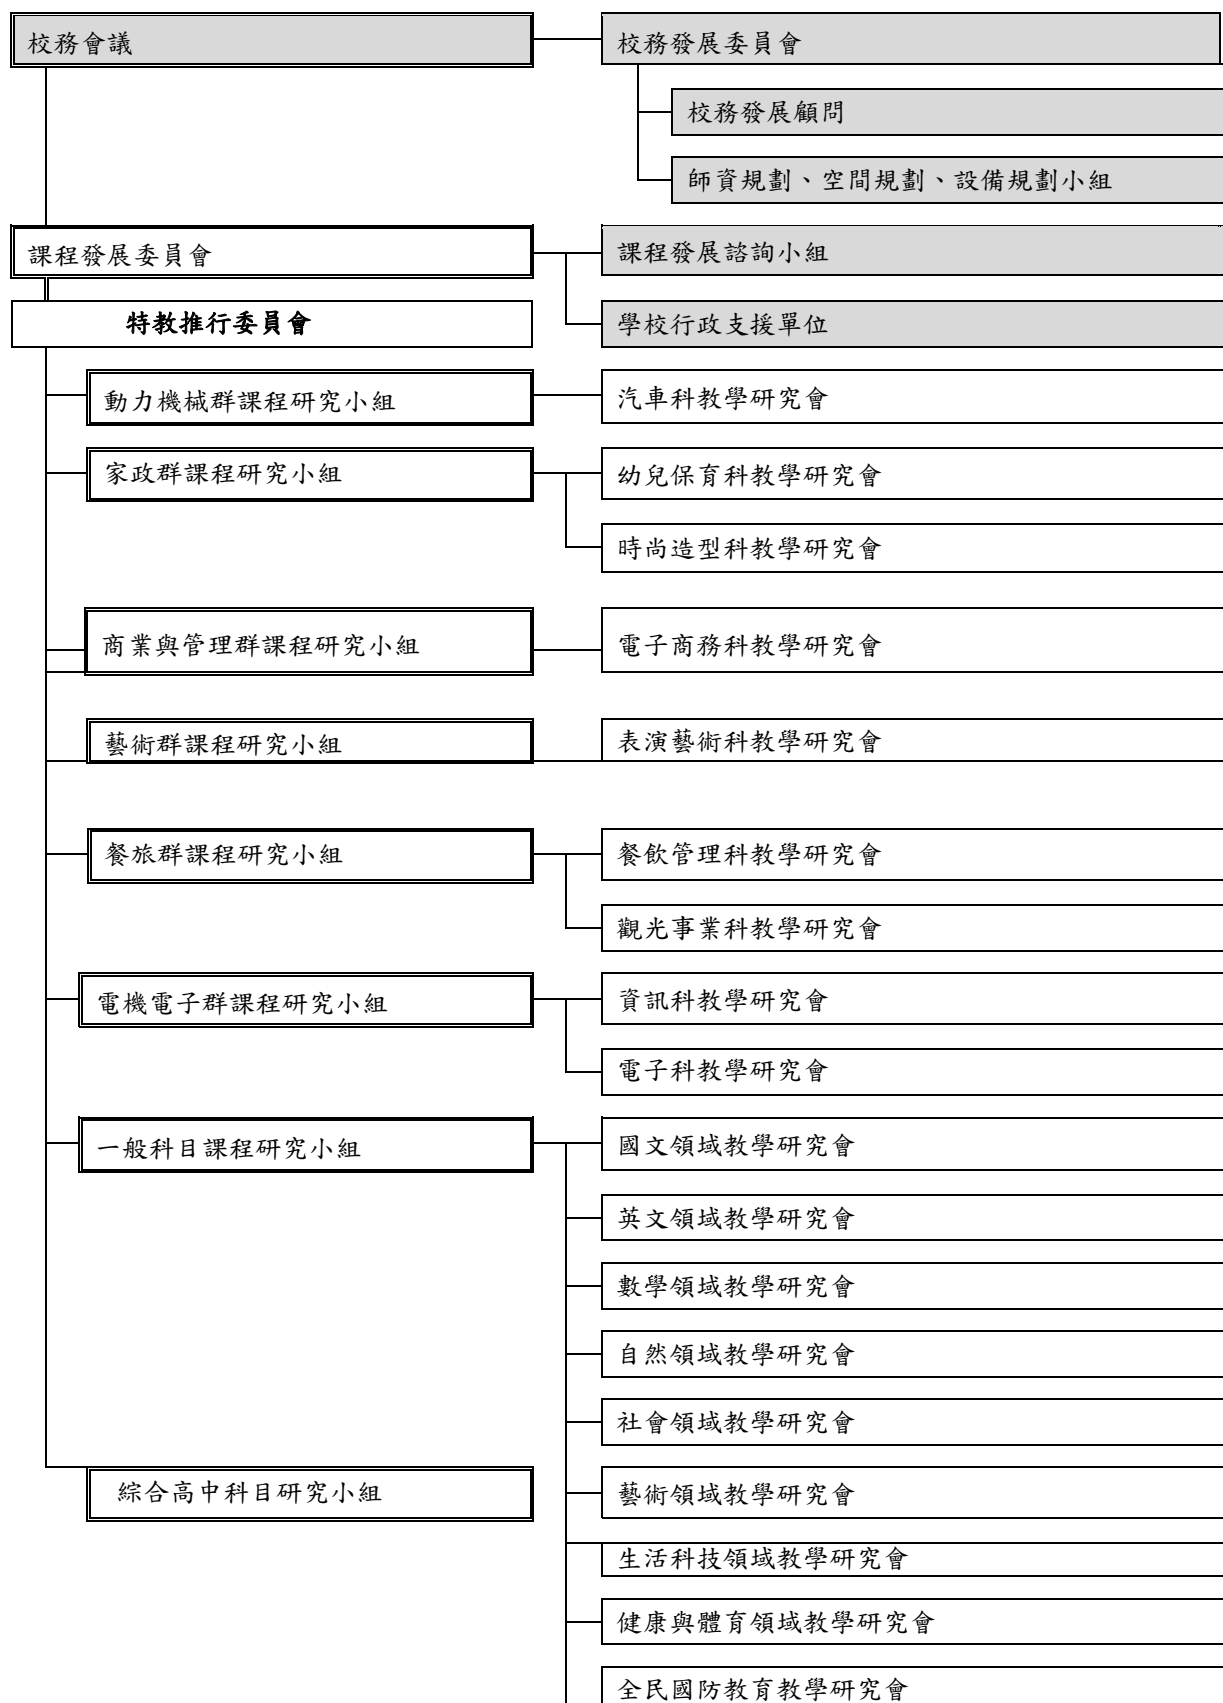 校務會議
校務發展委員會
校務發展顧問
師資規劃、空間規劃、設備規劃小組
課程發展委員會
課程發展諮詢小組
特教推行委員會
學校行政支援單位
動力機械群課程研究小組
汽車科教學研究會
家政群課程研究小組
幼兒保育科教學研究會
時尚造型科教學研究會
商業與管理群課程研究小組
電子商務科教學研究會
藝術群課程研究小組
表演藝術科教學研究會
餐旅群課程研究小組
餐飲管理科教學研究會
觀光事業科教學研究會
電機電子群課程研究小組
資訊科教學研究會
電子科教學研究會
一般科目課程研究小組
國文領域教學研究會
英文領域教學研究會
數學領域教學研究會
自然領域教學研究會
社會領域教學研究會
綜合高中科目研究小組
藝術領域教學研究會
生活科技領域教學研究會
健康與體育領域教學研究會
全民國防教育教學研究會